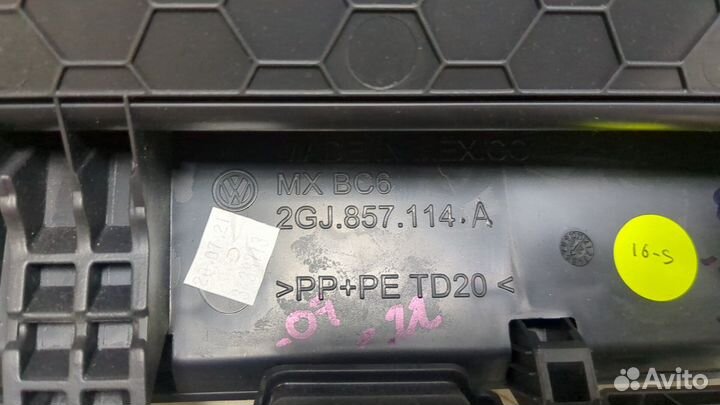 MADE IN MEXICO
MX BC6
2GJ.857.114. A
>PP+PE TD20<
16-S
Avito